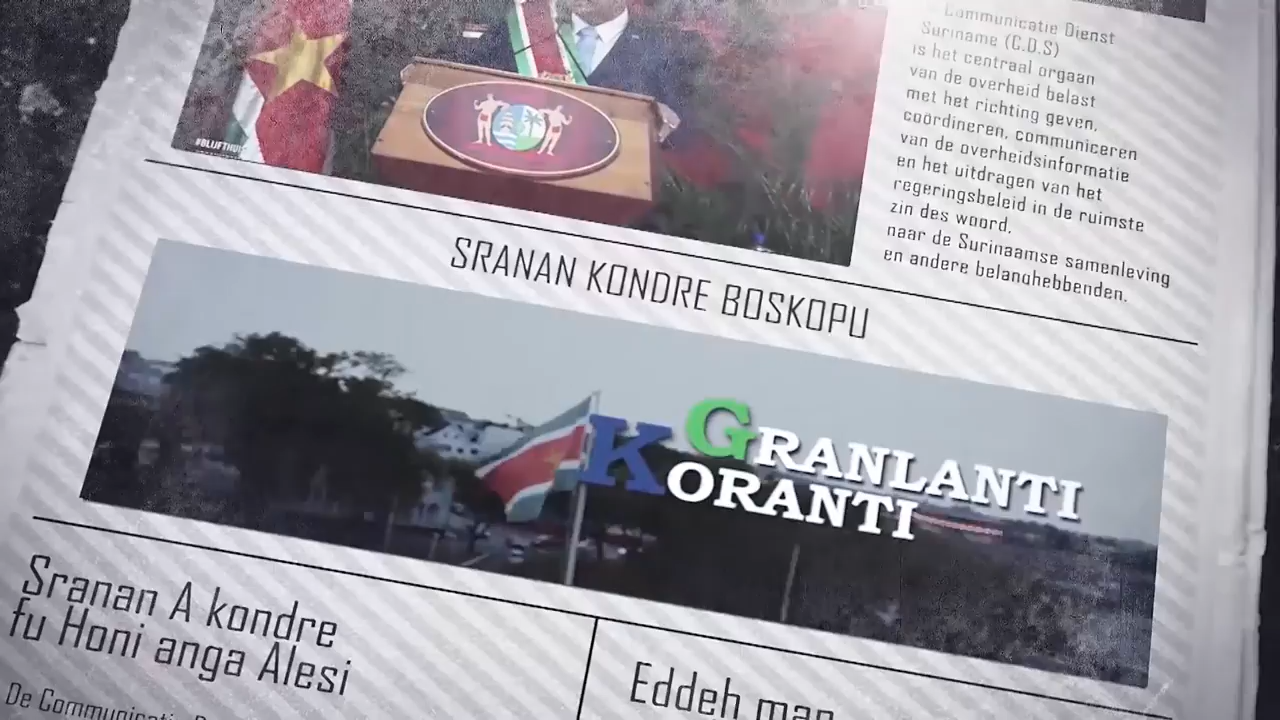 Communicatie Dienst
Suriname (C.D.S)
is het centraal orgaan
van de overheid belast
met het richting geven,
coördineren, communiceren
van de overheidsinformatie
en het uitdragen van het
regeringsbeleid in de ruimste
zin des woord.
naar de Surinaamse samenleving
en andere belanghebbenden.
SRANAN KONDRE BOSKOPU
GRANLANTI
KORANTI
Sranan A kondre
fu Honi anga Alesi
De
Eddeh man